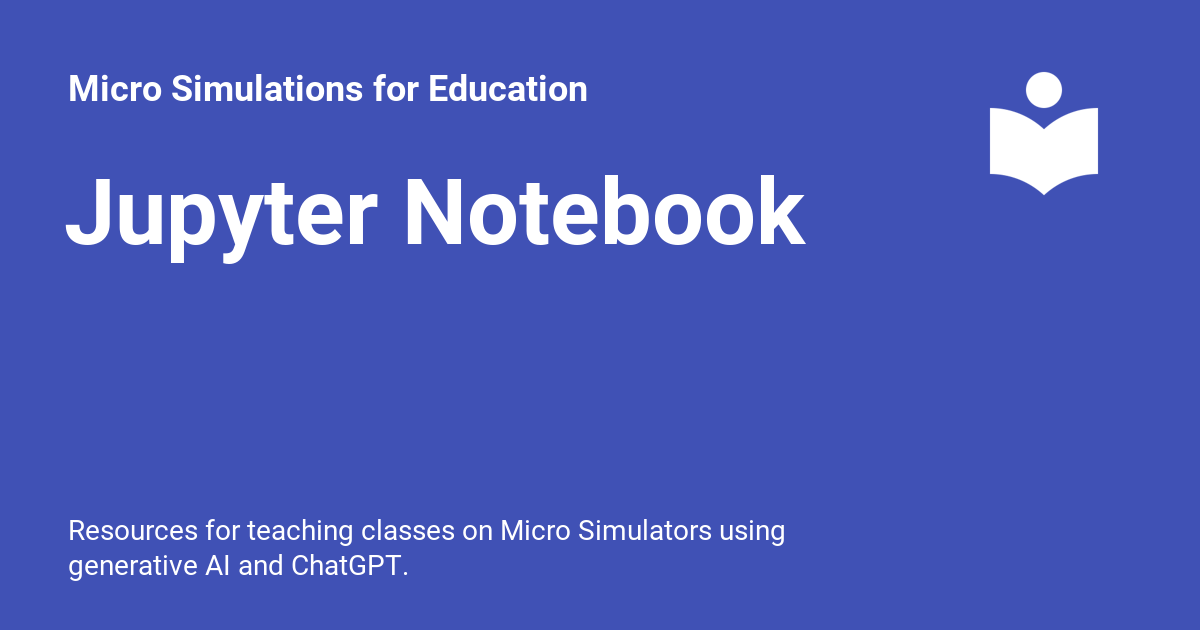 Micro Simulations for Education
Jupyter Notebook
Resources for teaching classes on Micro Simulators using
generative AI and ChatGPT.